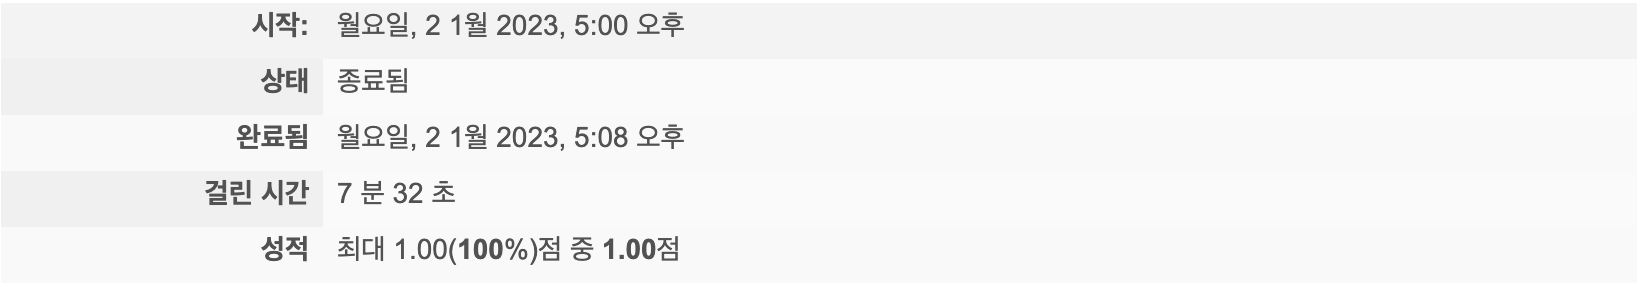 시작: 월요일, 2 1월 2023, 5:00 오후
상태 종료됨
완료됨 월요일, 2 1월 2023, 5:08 오후
걸린 시간 7 분 32 초
성적 최대 1.00(100%)점 중 1.00점